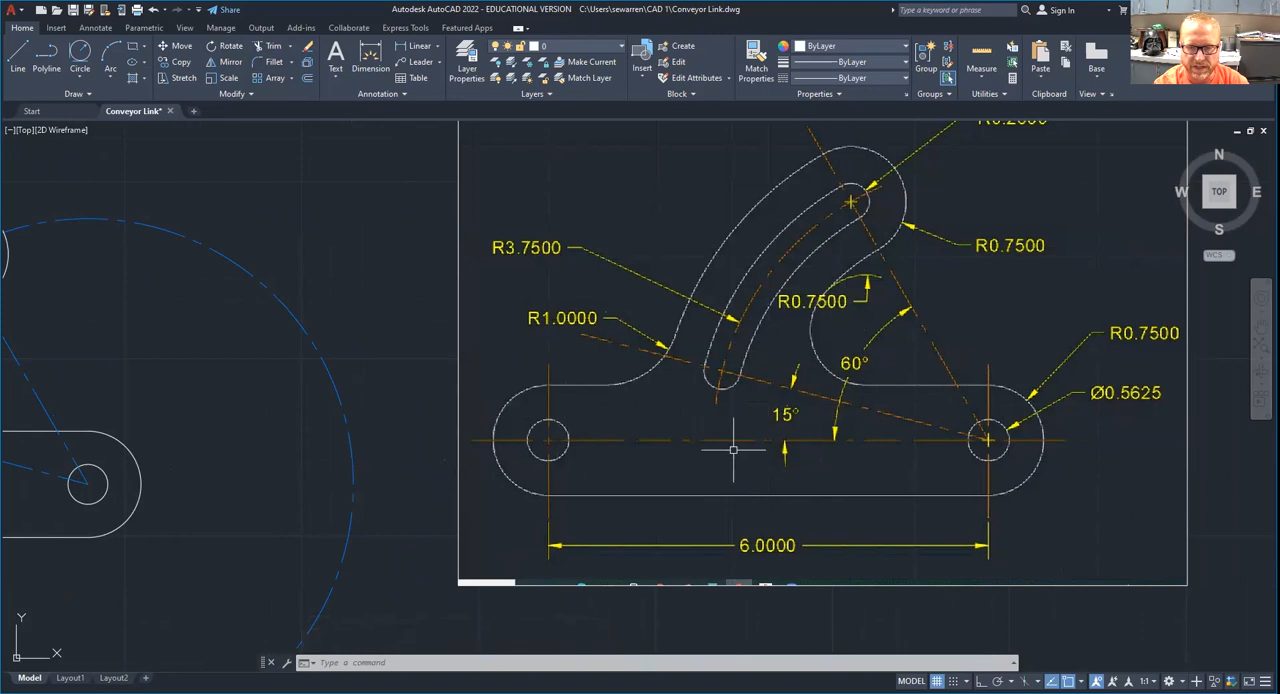 Autodesk AutoCAD 2022 - EDUCATIONAL VERSION C:\Users\sewarren\CAD 1\Conveyor Link.dwg
Share
Type a keyword or phrase
Sign In
Home Insert Annotate Parametric View Manage Output Add-ins Collaborate Express Tools Featured Apps
Line Polyline Circle Arc
Move Rotate Trim
Copy Mirror Fillet
Stretch Scale Array
Text Dimension
Linear
Leader
Table
Layer Properties
0
Make Current
Match Layer
Insert
Create
Edit
Edit Attributes
Match Properties
ByLayer
ByLayer
ByLayer
Group
Measure
Paste
Base
Draw Modify Annotation Layers Block Properties Groups Utilities Clipboard View
Start Conveyor Link*
[−][Top][2D Wireframe]
N
W TOP E
S
WCS
R0.7500
R3.7500
R0.7500
R1.0000
R0.7500
60°
Ø0.5625
15°
6.0000
Y
X
Type a command
Model Layout1 Layout2 +
MODEL
1:1